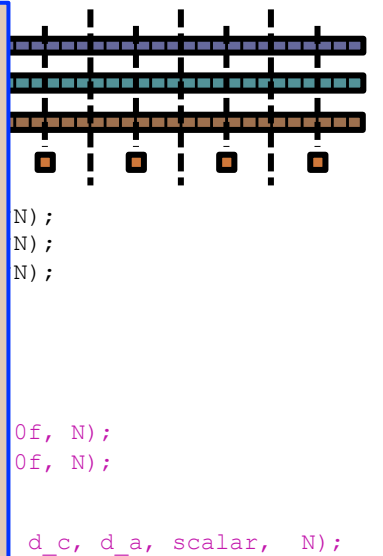 N);
N);
N);
0f, N);
0f, N);
d_c, d_a, scalar,  N);